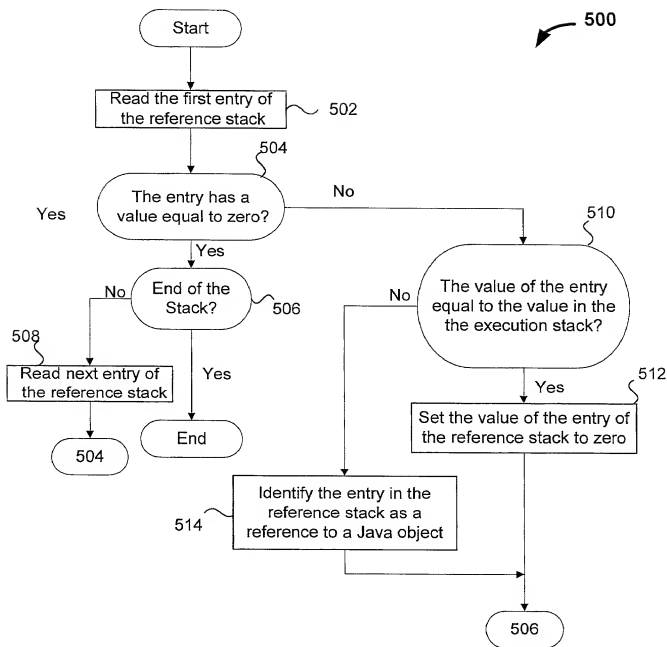 500
Start
Read the first entry of
the reference stack
502
504
The entry has a
value equal to zero?
No
Yes
Yes
510
The value of the entry
equal to the value in the
the execution stack?
No
End of the
Stack?
506
No
508
Read next entry of
the reference stack
Yes
504
End
Yes
512
Set the value of the entry of
the reference stack to zero
Identify the entry in the
reference stack as a
reference to a Java object
514
506